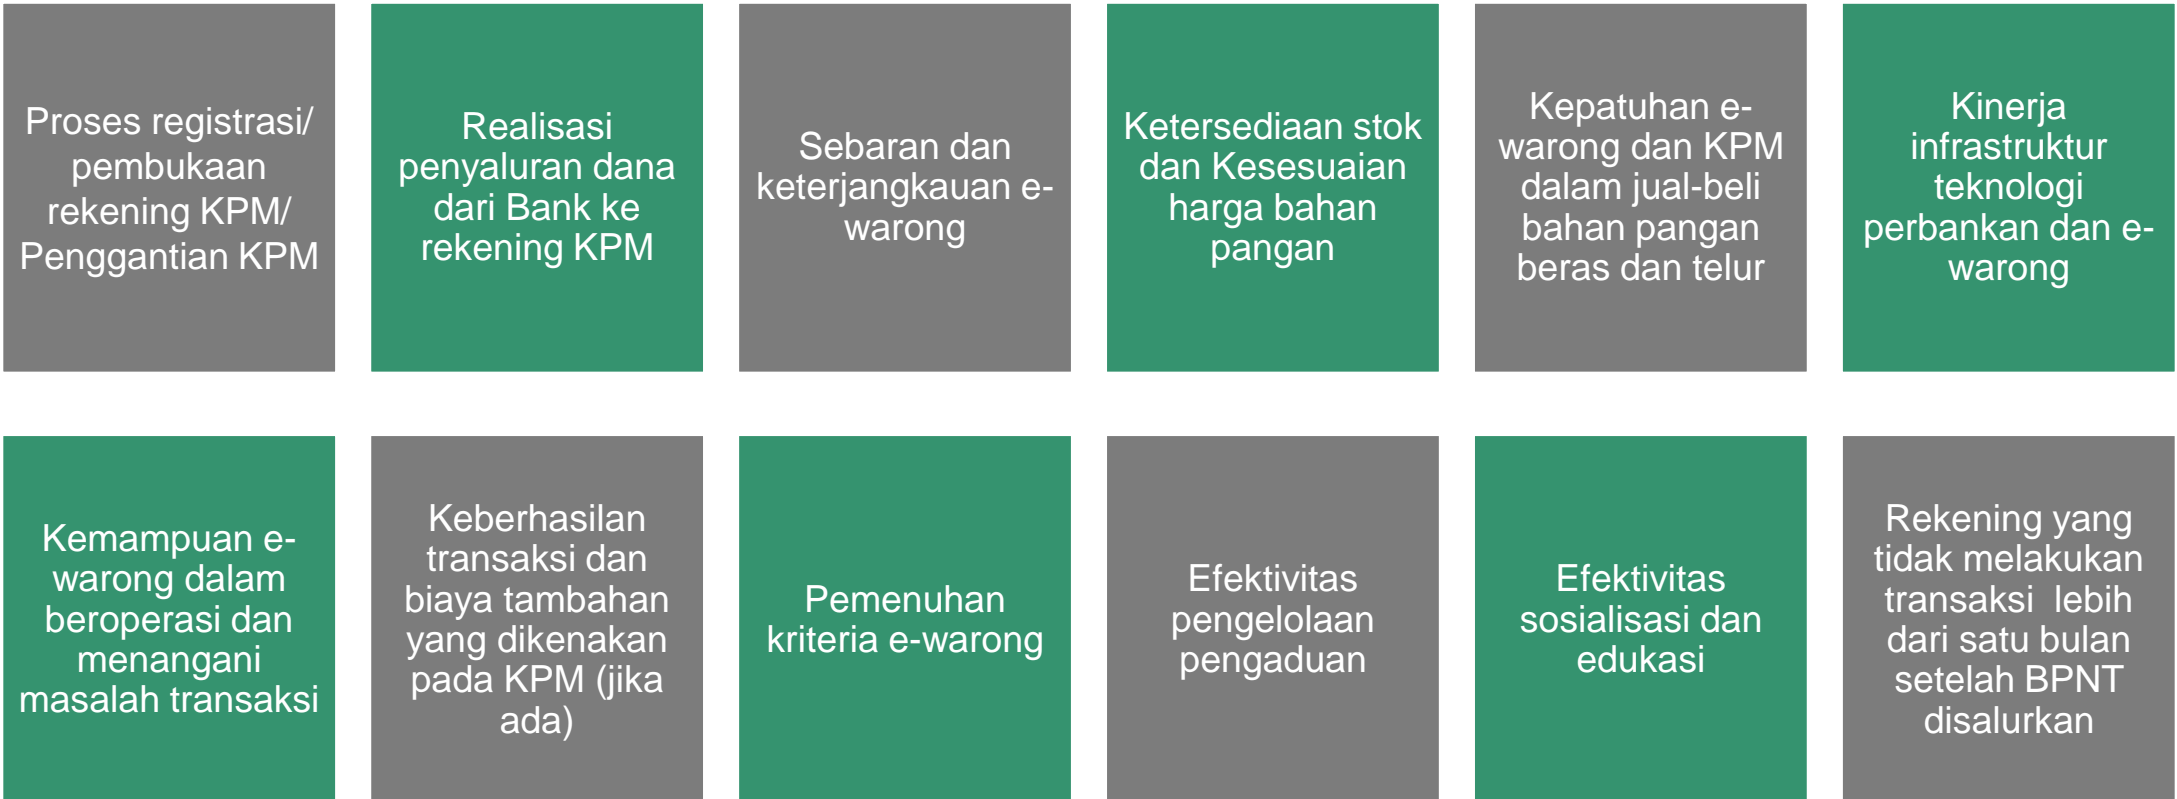 Proses registrasi/
pembukaan
rekening KPM/
Penggantian KPM
Realisasi
penyaluran dana
dari Bank ke
rekening KPM
Sebaran dan
keterjangkauan e-
warong
Ketersediaan stok
dan Kesesuaian
harga bahan
pangan
Kepatuhan e-
warong dan KPM
dalam jual-beli
bahan pangan
beras dan telur
Kinerja
infrastruktur
teknologi
perbankan dan e-
warong
Kemampuan e-
warong dalam
beroperasi dan
menangani
masalah transaksi
Keberhasilan
transaksi dan
biaya tambahan
yang dikenakan
pada KPM (jika
ada)
Pemenuhan
kriteria e-warong
Efektivitas
pengelolaan
pengaduan
Efektivitas
sosialisasi dan
edukasi
Rekening yang
tidak melakukan
transaksi  lebih
dari satu bulan
setelah BPNT
disalurkan